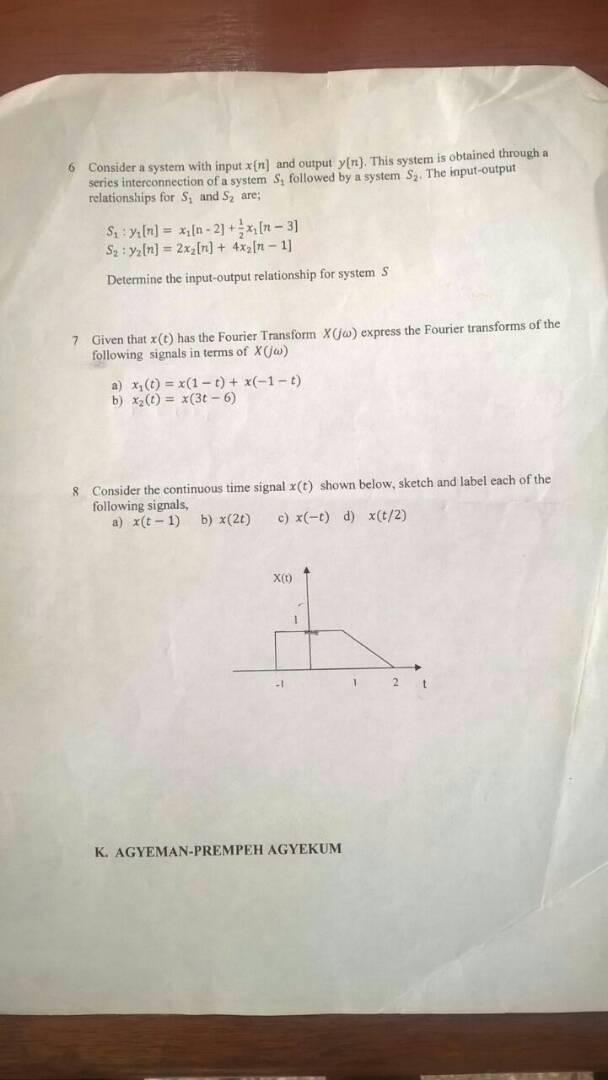 6 Consider a system with input x{n] and output y{n}. This system is obtained through a
series interconnection of a system S₁ followed by a system S₂. The input-output
relationships for S₁ and S₂ are;
S₁ : y₁[n] = x₁[n - 2] + ½x₁[n − 3]
S₂ : y₂[n] = 2x₂[n] + 4x₂[n − 1]
Determine the input-output relationship for system S
7 Given that x(t) has the Fourier Transform X(jω) express the Fourier transforms of the
following signals in terms of X(jω)
a) x₁(t) = x(1 − t) + x(−1 − t)
b) x₂(t) = x(3t − 6)
8 Consider the continuous time signal x(t) shown below, sketch and label each of the
following signals,
a) x(t − 1) b) x(2t) c) x(−t) d) x(t/2)
X(t)
1
-1 1 2 t
K. AGYEMAN-PREMPEH AGYEKUM